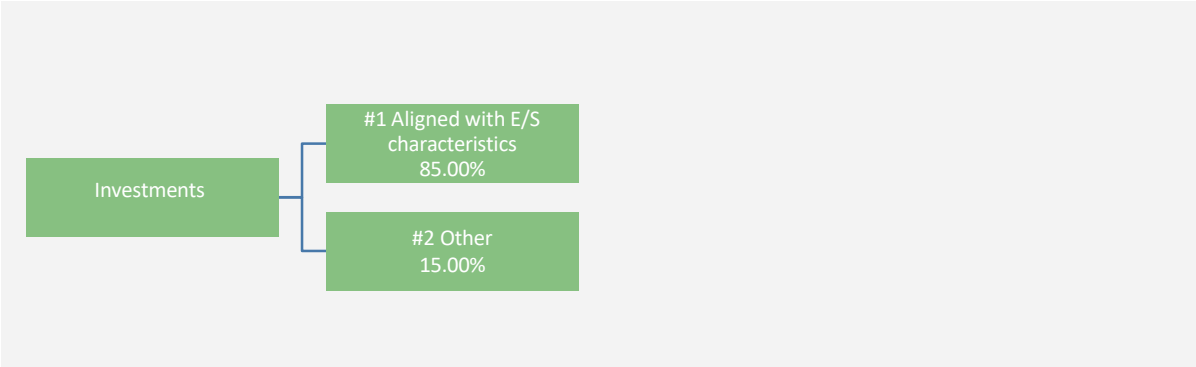 Investments
#1 Aligned with E/S
characteristics
85.00%
#2 Other
15.00%